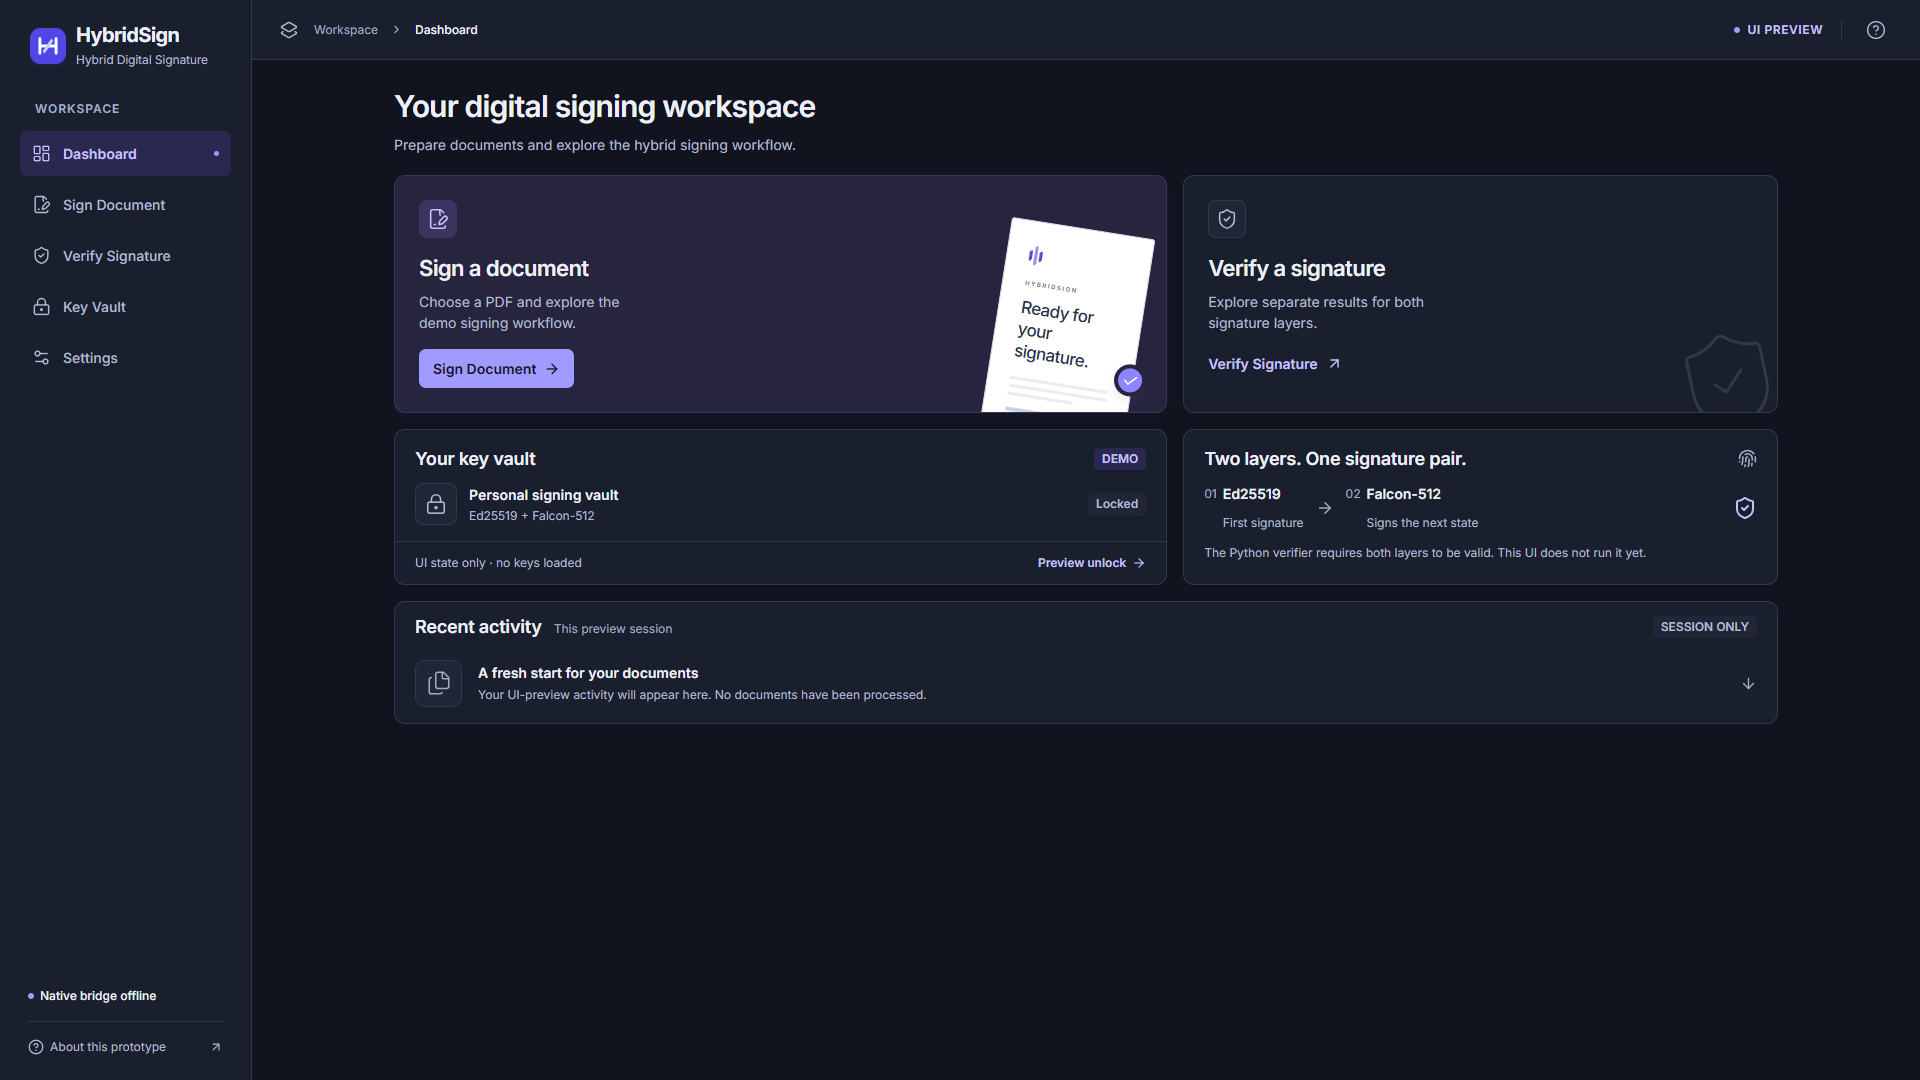 HybridSign
Hybrid Digital Signature
WORKSPACE
Dashboard
Sign Document
Verify Signature
Key Vault
Settings
Native bridge offline
About this prototype
Workspace
Dashboard
UI PREVIEW
Your digital signing workspace
Prepare documents and explore the hybrid signing workflow.
Sign a document
Choose a PDF and explore the
demo signing workflow.
Sign Document
HYBRIDSIGN
Ready for
your
signature.
Verify a signature
Explore separate results for both
signature layers.
Verify Signature
Your key vault
DEMO
Personal signing vault
Ed25519 + Falcon-512
Locked
UI state only · no keys loaded
Preview unlock
Two layers. One signature pair.
01 Ed25519
First signature
02 Falcon-512
Signs the next state
The Python verifier requires both layers to be valid. This UI does not run it yet.
Recent activity
This preview session
SESSION ONLY
A fresh start for your documents
Your UI-preview activity will appear here. No documents have been processed.